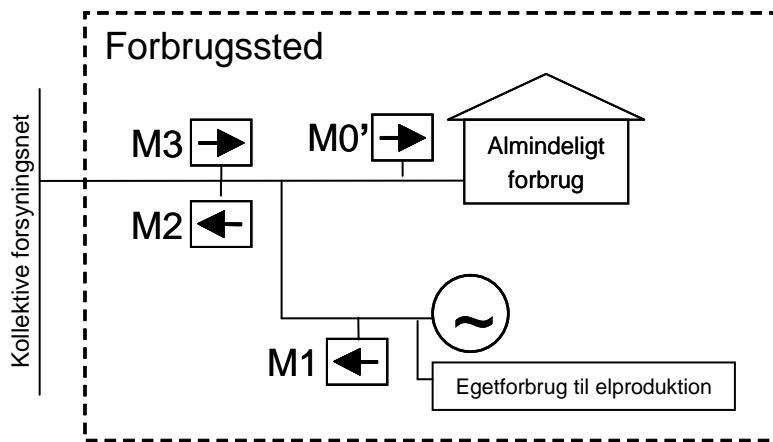 Forbrugssted
Kollektive forsyningsnet
M3
M0’
Almindeligt
forbrug
M2
~
M1
Egetforbrug til elproduktion